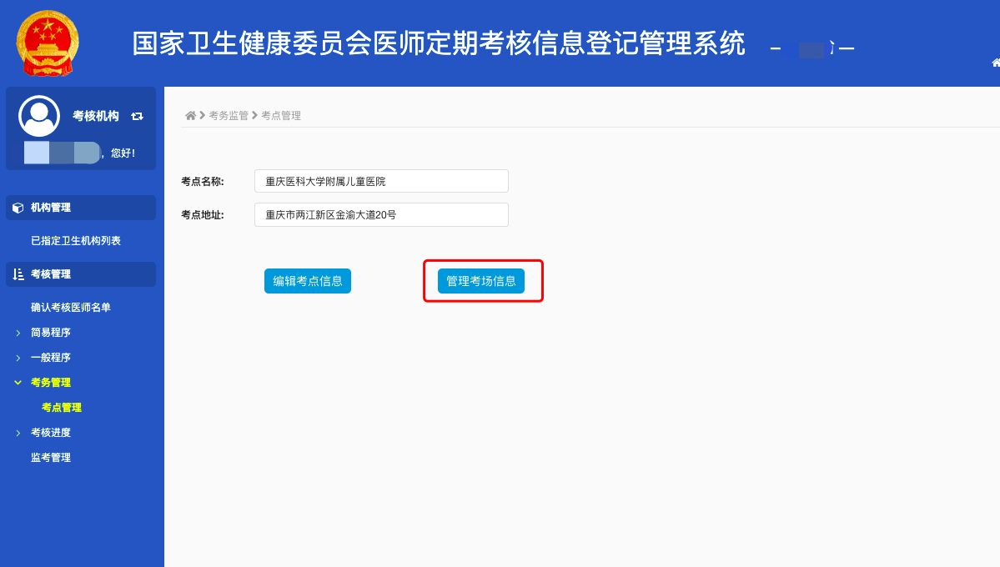 国家卫生健康委员会医师定期考核信息登记管理系统
考核机构
，您好！
考务监管 考点管理
机构管理
已指定卫生机构列表
考核管理
确认考核医师名单
简易程序
一般程序
考务管理
考点管理
考核进度
监考管理
考点名称: 重庆医科大学附属儿童医院
考点地址: 重庆市两江新区金渝大道20号
编辑考点信息 管理考场信息